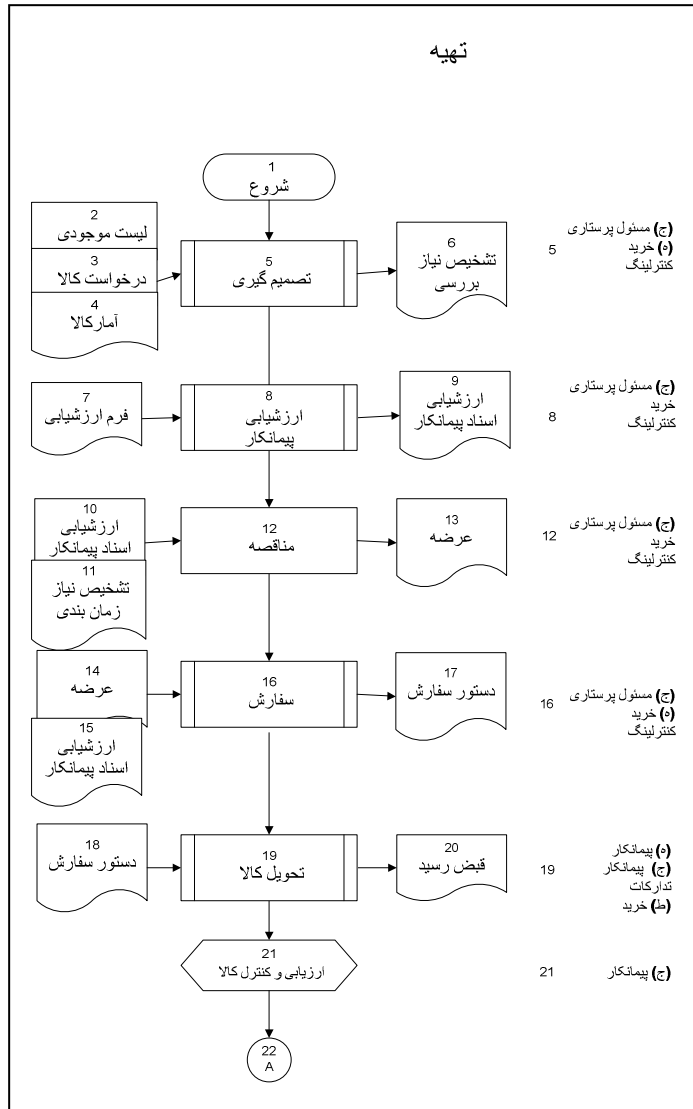 تهیه
1
شروع
2
لیست موجودی
3
درخواست کالا
4
آمارکالا
5
تصمیم گیری
6
تشخیص نیاز
بررسی
5
(ج) مسئول پرستاری
(ه) خرید
کنترلینگ
7
فرم ارزشیابی
8
ارزشیابی
پیمانکار
9
ارزشیابی
اسناد پیمانکار
8
(ج) مسئول پرستاری
خرید
کنترلینگ
10
ارزشیابی
اسناد پیمانکار
11
تشخیص نیاز
زمان بندی
12
مناقصه
13
عرضه
12
(ج) مسئول پرستاری
خرید
کنترلینگ
14
عرضه
15
ارزشیابی
اسناد پیمانکار
16
سفارش
17
دستور سفارش
16
(ج) مسئول پرستاری
(ه) خرید
کنترلینگ
18
دستور سفارش
19
تحویل کالا
20
قبض رسید
19
(ه) پیمانکار
(ج) پیمانکار
تدارکات
(ط) خرید
21
ارزیابی و کنترل کالا
21
(ج) پیمانکار
22
A